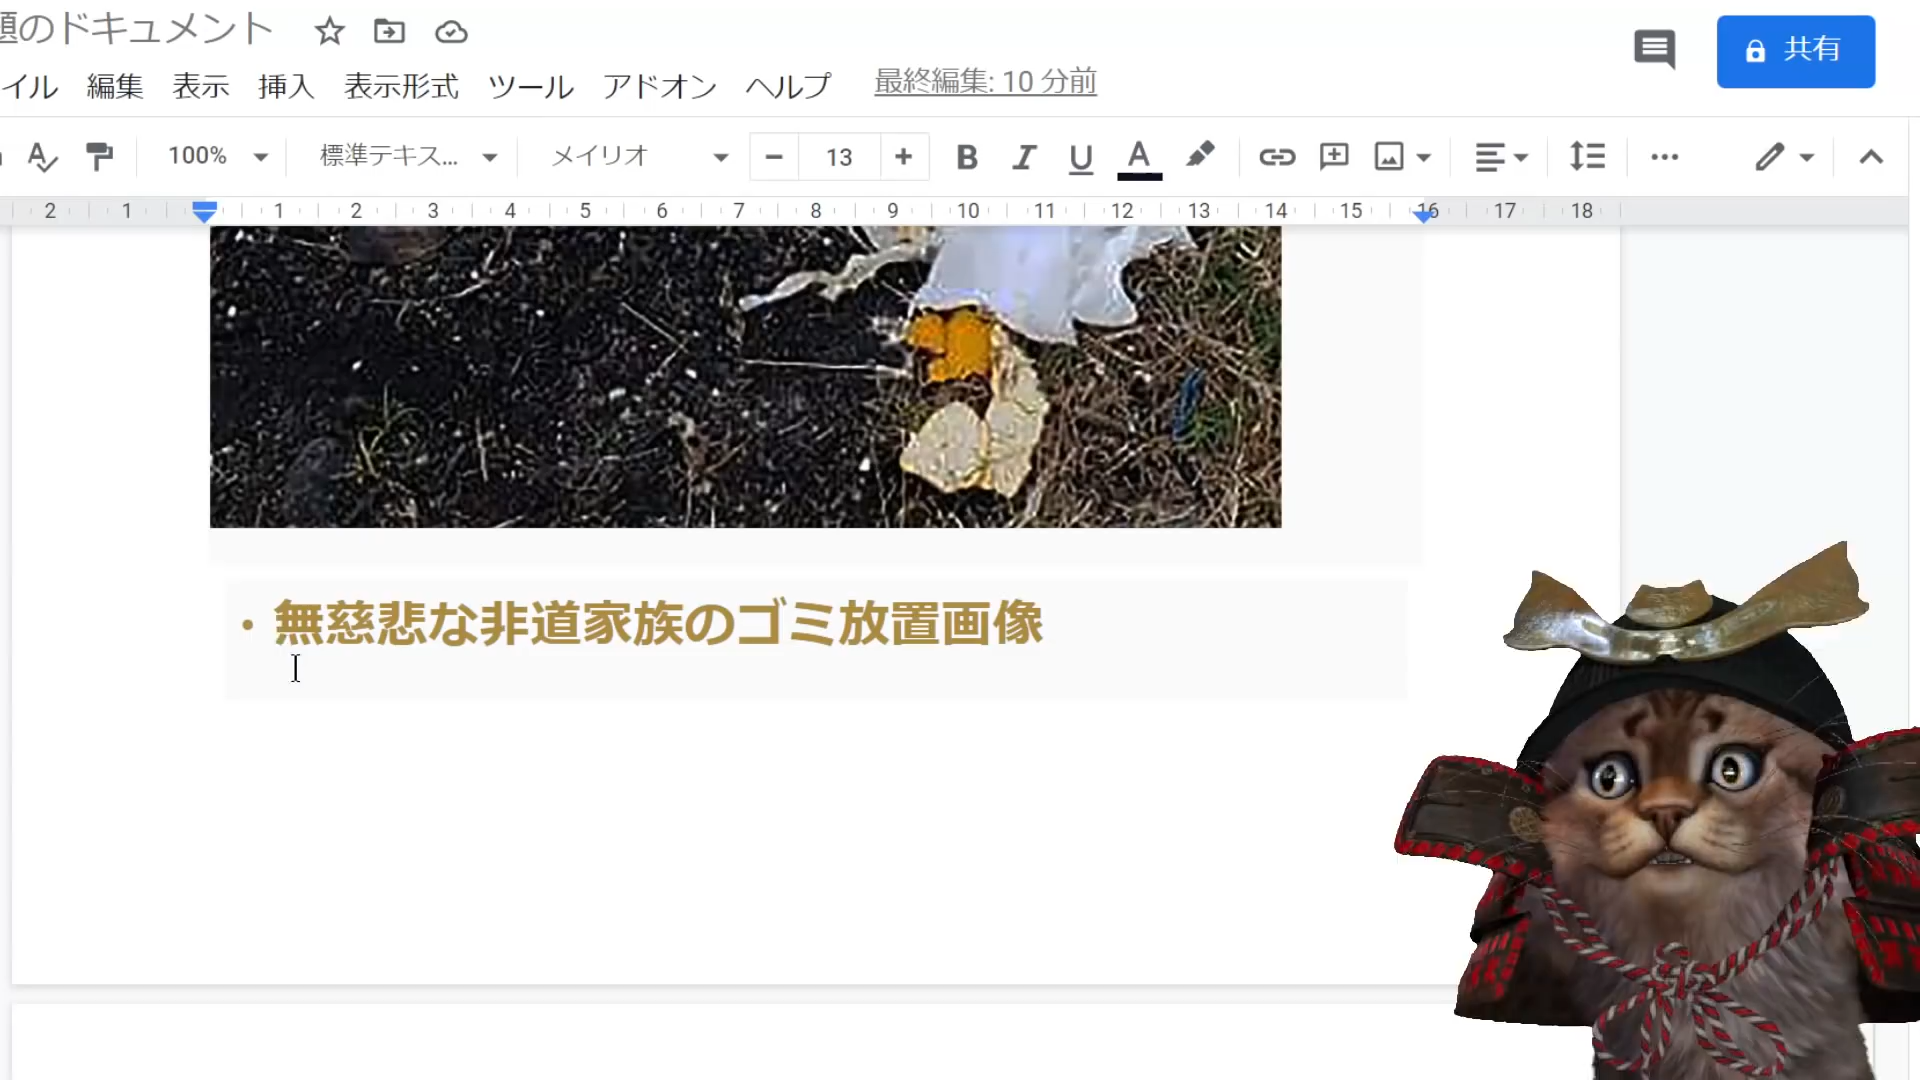 題のドキュメント
イル 編集 表示 挿入 表示形式 ツール アドオン ヘルプ 最終編集: 10 分前
共有
100% 標準テキス... メイリオ 13 B I U A
2 1 1 2 3 4 5 6 7 8 9 10 11 12 13 14 15 16 17 18
・無慈悲な非道家族のゴミ放置画像